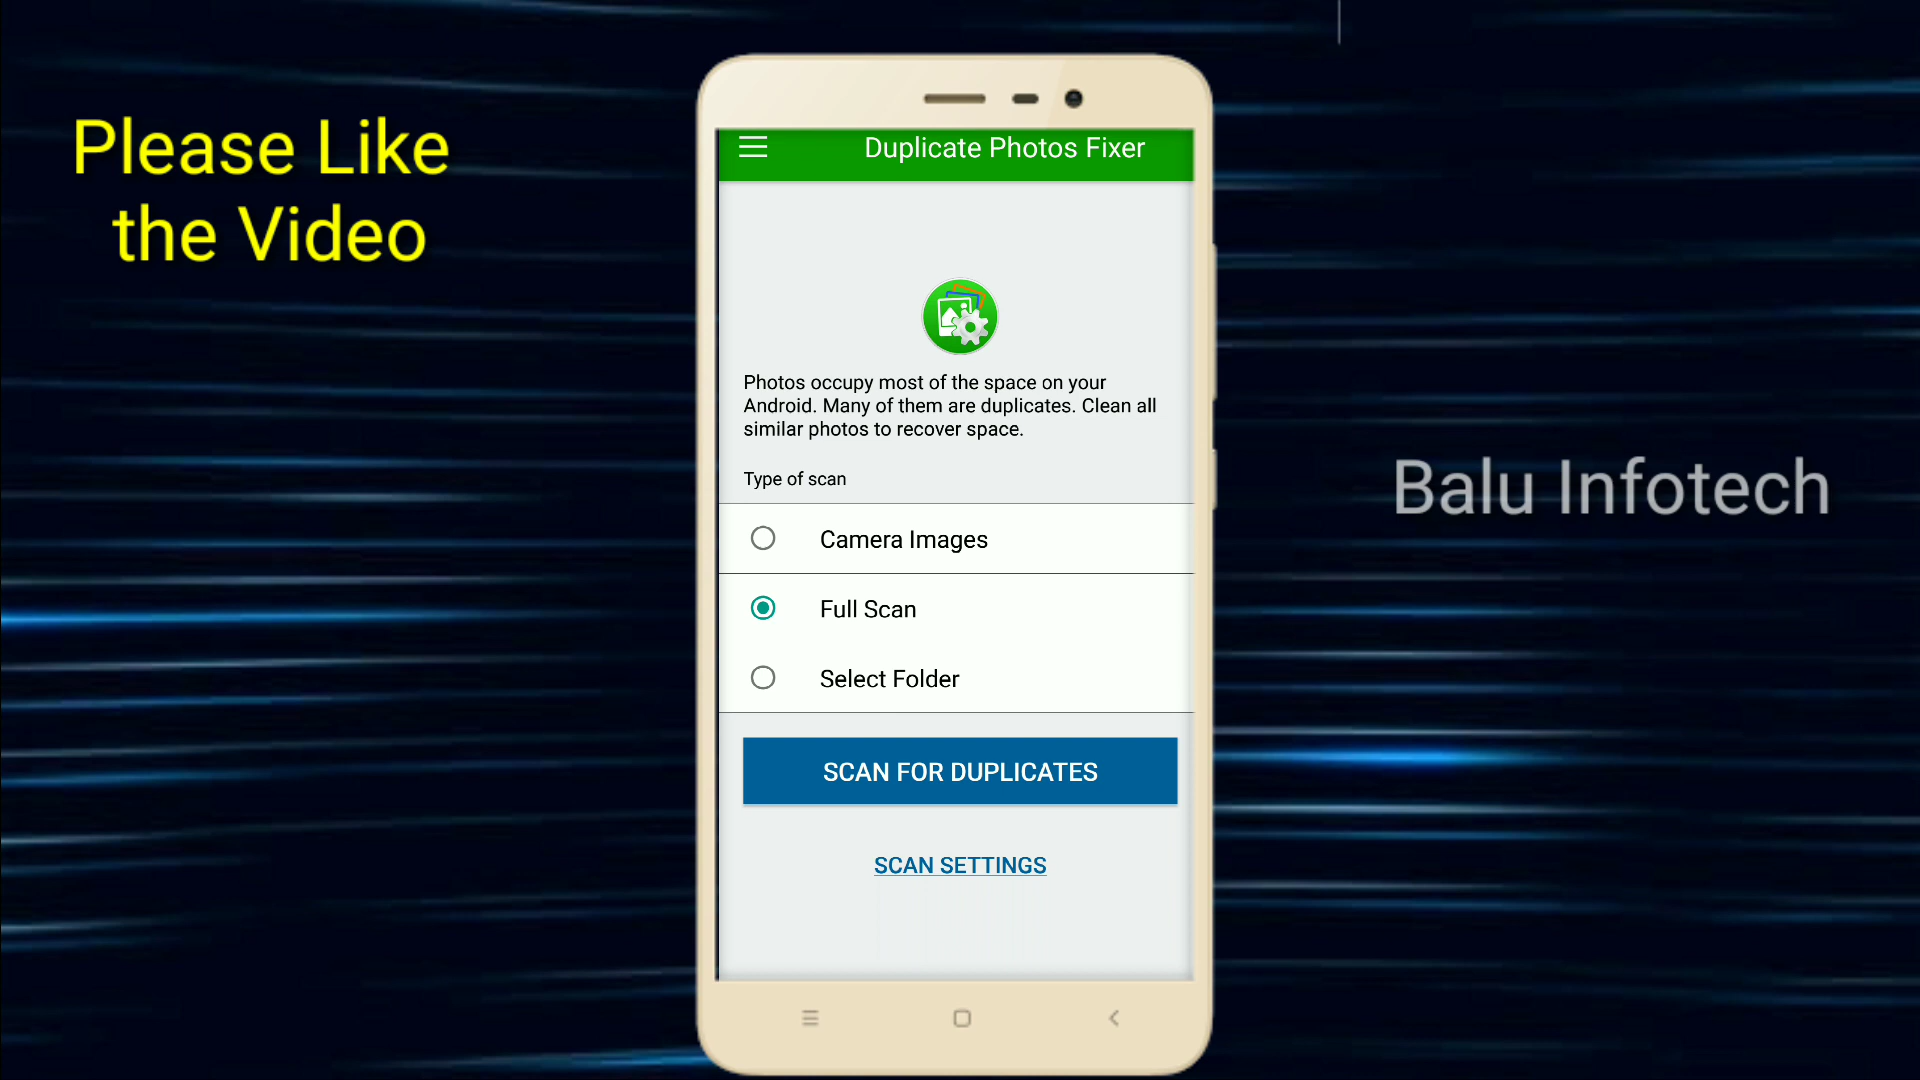 Please Like
the Video
Duplicate Photos Fixer
Photos occupy most of the space on your
Android. Many of them are duplicates. Clean all
similar photos to recover space.
Type of scan
Camera Images
Full Scan
Select Folder
SCAN FOR DUPLICATES
SCAN SETTINGS
Balu Infotech